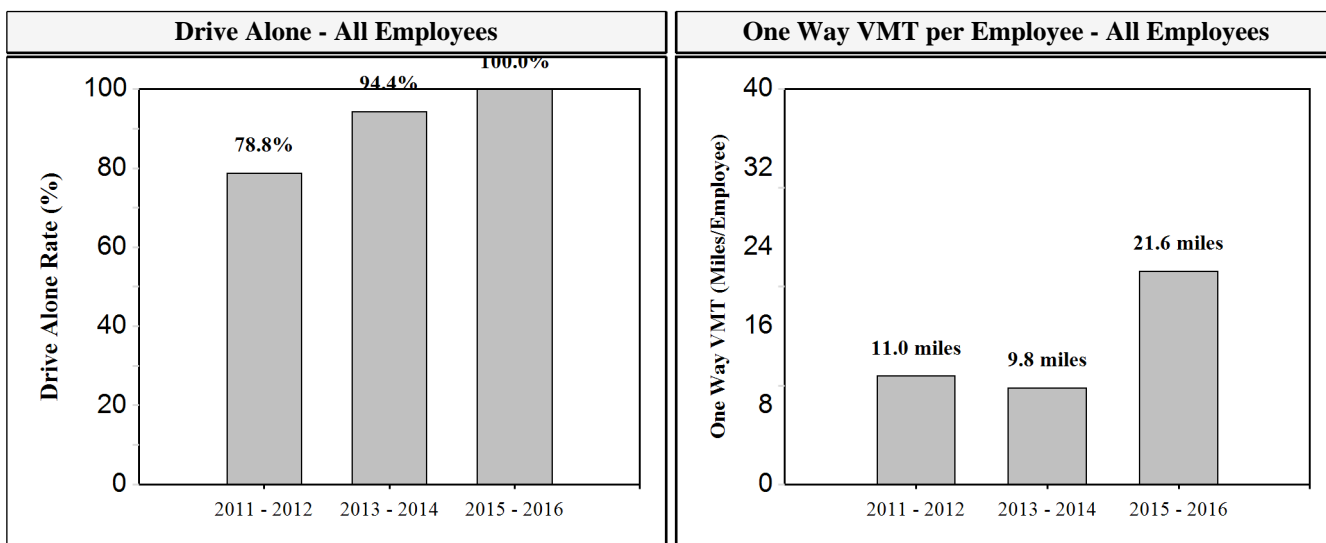 Drive Alone - All Employees
100.0%
100
94.4%
78.8%
80
60
40
20
0
Drive Alone Rate (%)
2011 - 2012
2013 - 2014
2015 - 2016
One Way VMT per Employee - All Employees
40
32
24
21.6 miles
16
11.0 miles
9.8 miles
8
0
One Way VMT (Miles/Employee)
2011 - 2012
2013 - 2014
2015 - 2016